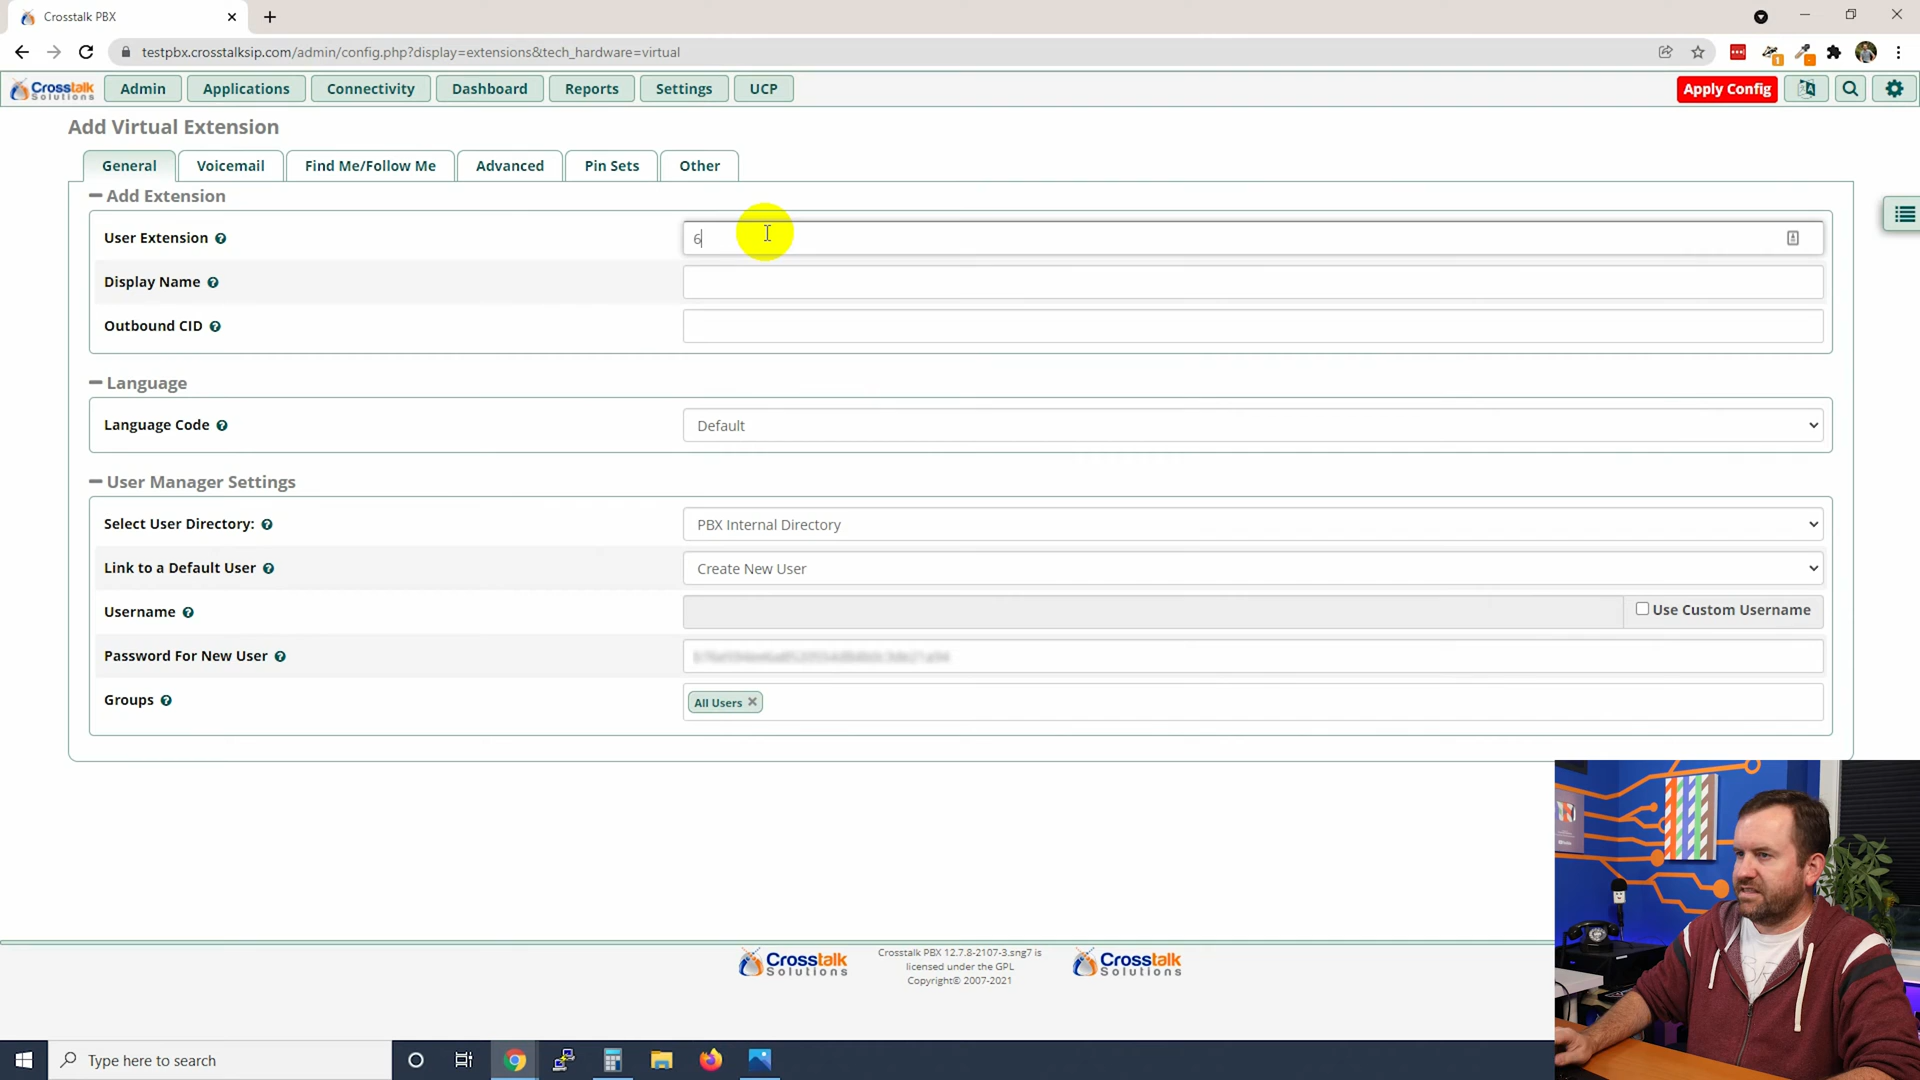 Crosstalk PBX
testpbx.crosstalksip.com/admin/config.php?display=extensions&tech_hardware=virtual
Crosstalk Solutions
Admin
Applications
Connectivity
Dashboard
Reports
Settings
UCP
Apply Config
Add Virtual Extension
General
Voicemail
Find Me/Follow Me
Advanced
Pin Sets
Other
Add Extension
User Extension
6
Display Name
Outbound CID
Language
Language Code
Default
User Manager Settings
Select User Directory:
PBX Internal Directory
Link to a Default User
Create New User
Username
Use Custom Username
Password For New User
Groups
All Users
Crosstalk Solutions
Crosstalk PBX 12.7.8-2107-3.sng7 is
licensed under the GPL
Copyright© 2007-2021
Crosstalk Solutions
Type here to search